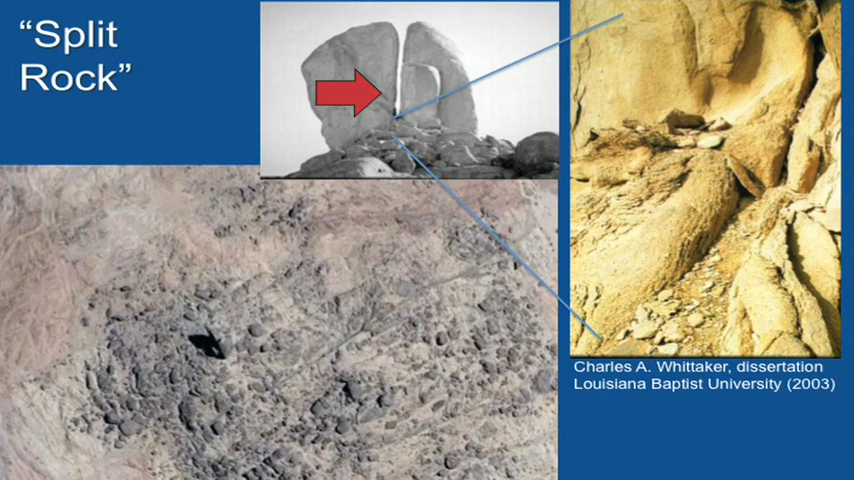 “Split
Rock”
Charles A. Whittaker, dissertation
Louisiana Baptist University (2003)